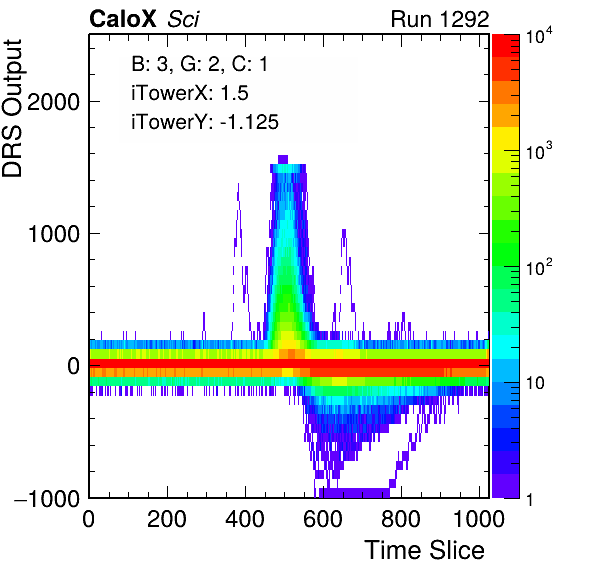 CaloX Sci Run 1292
DRS Output
B: 3, G: 2, C: 1
iTowerX: 1.5
iTowerY: -1.125
2000
1000
0
−1000
0 200 400 600 800 1000
Time Slice
10^4
10^3
10^2
10
1